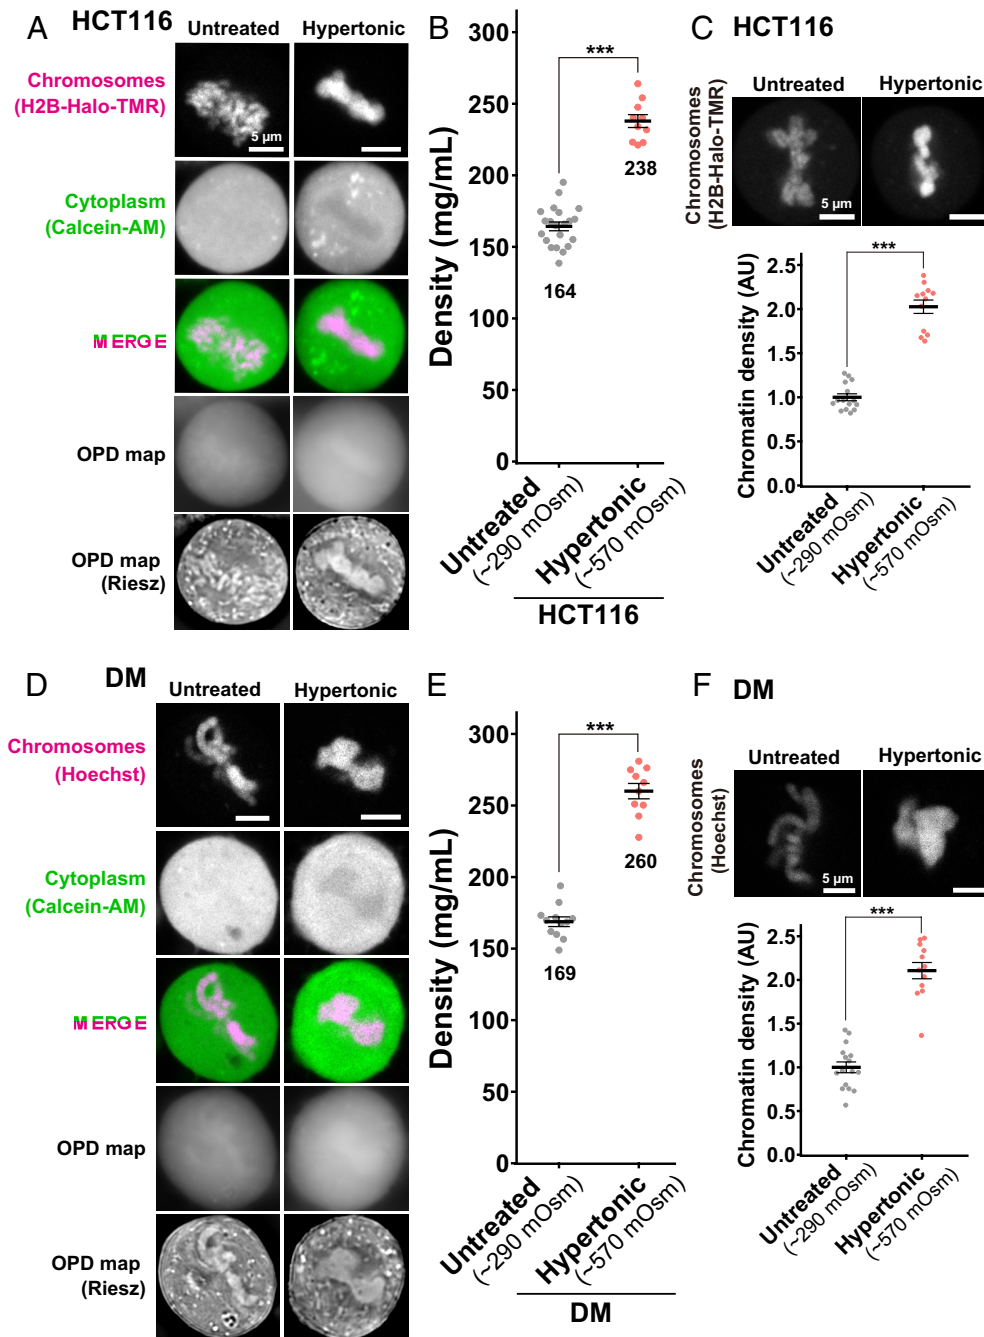 A HCT116
Untreated Hypertonic
Chromosomes
(H2B-Halo-TMR)
5 µm
Cytoplasm
(Calcein-AM)
MERGE
OPD map
OPD map
(Riesz)
B
Density (mg/mL)
300
250
200
150
100
50
0
***
238
164
Untreated
(~290 mOsm)
Hypertonic
(~570 mOsm)
HCT116
C HCT116
Untreated Hypertonic
Chromosomes
(H2B-Halo-TMR)
5 µm
Chromatin density (AU)
2.5
2.0
1.5
1.0
0.5
0.0
***
Untreated
(~290 mOsm)
Hypertonic
(~570 mOsm)
D DM
Untreated Hypertonic
Chromosomes
(Hoechst)
Cytoplasm
(Calcein-AM)
MERGE
OPD map
OPD map
(Riesz)
E
Density (mg/mL)
300
250
200
150
100
50
0
***
260
169
Untreated
(~290 mOsm)
Hypertonic
(~570 mOsm)
DM
F DM
Untreated Hypertonic
Chromosomes
(Hoechst)
5 µm
Chromatin density (AU)
2.5
2.0
1.5
1.0
0.5
0.0
***
Untreated
(~290 mOsm)
Hypertonic
(~570 mOsm)